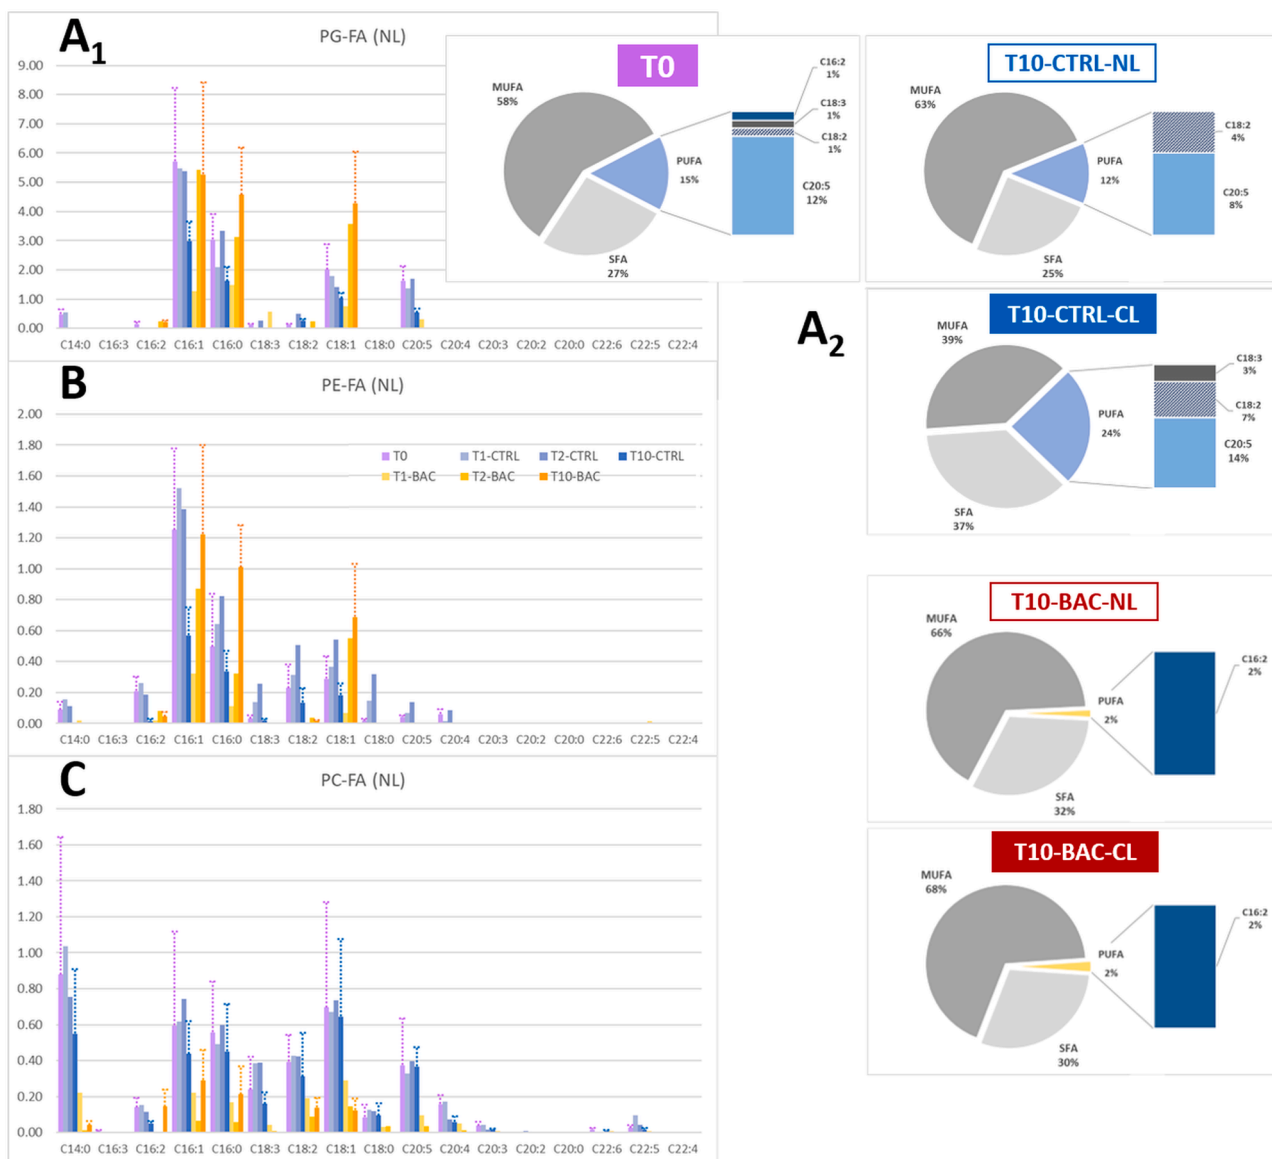 A1
PG-FA (NL)
9.00
8.00
7.00
6.00
5.00
4.00
3.00
2.00
1.00
0.00
C14:0 C16:3 C16:2 C16:1 C16:0 C18:3 C18:2 C18:1 C18:0 C20:5 C20:4 C20:3 C20:2 C20:0 C22:6 C22:5 C22:4
T0
MUFA
58%
PUFA
15%
SFA
27%
C16:2
1%
C18:3
1%
C18:2
1%
C20:5
12%
T10-CTRL-NL
MUFA
63%
PUFA
12%
SFA
25%
C18:2
4%
C20:5
8%
A2
T10-CTRL-CL
MUFA
39%
PUFA
24%
SFA
37%
C18:3
3%
C18:2
7%
C20:5
14%
B
PE-FA (NL)
2.00
1.80
1.60
1.40
1.20
1.00
0.80
0.60
0.40
0.20
0.00
T0 T1-CTRL T2-CTRL T10-CTRL
T1-BAC T2-BAC T10-BAC
C14:0 C16:3 C16:2 C16:1 C16:0 C18:3 C18:2 C18:1 C18:0 C20:5 C20:4 C20:3 C20:2 C20:0 C22:6 C22:5 C22:4
T10-BAC-NL
MUFA
66%
PUFA
2%
SFA
32%
C16:2
2%
C
PC-FA (NL)
1.80
1.60
1.40
1.20
1.00
0.80
0.60
0.40
0.20
0.00
C14:0 C16:3 C16:2 C16:1 C16:0 C18:3 C18:2 C18:1 C18:0 C20:5 C20:4 C20:3 C20:2 C20:0 C22:6 C22:5 C22:4
T10-BAC-CL
MUFA
68%
PUFA
2%
SFA
30%
C16:2
2%